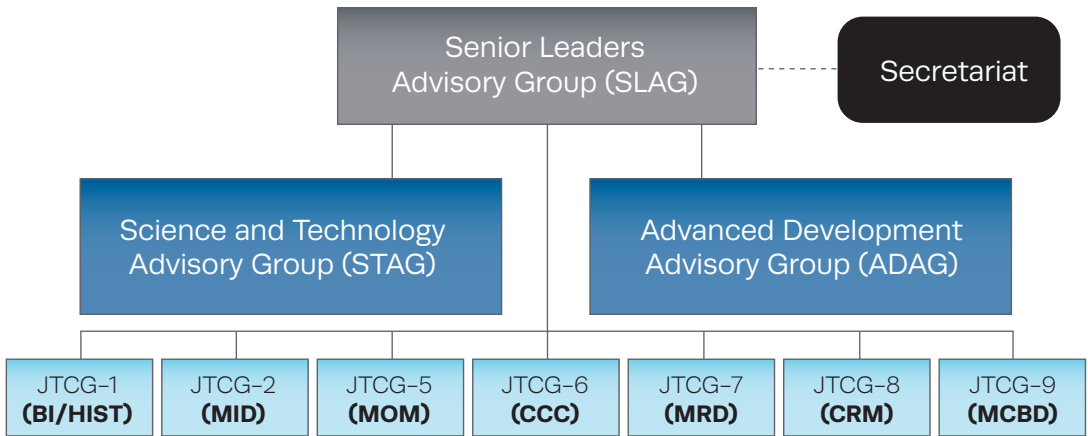 Senior Leaders
Advisory Group (SLAG)
Secretariat
Science and Technology
Advisory Group (STAG)
Advanced Development
Advisory Group (ADAG)
JTCG-1
(BI/HIST)
JTCG-2
(MID)
JTCG-5
(MOM)
JTCG-6
(CCC)
JTCG-7
(MRD)
JTCG-8
(CRM)
JTCG-9
(MCBD)